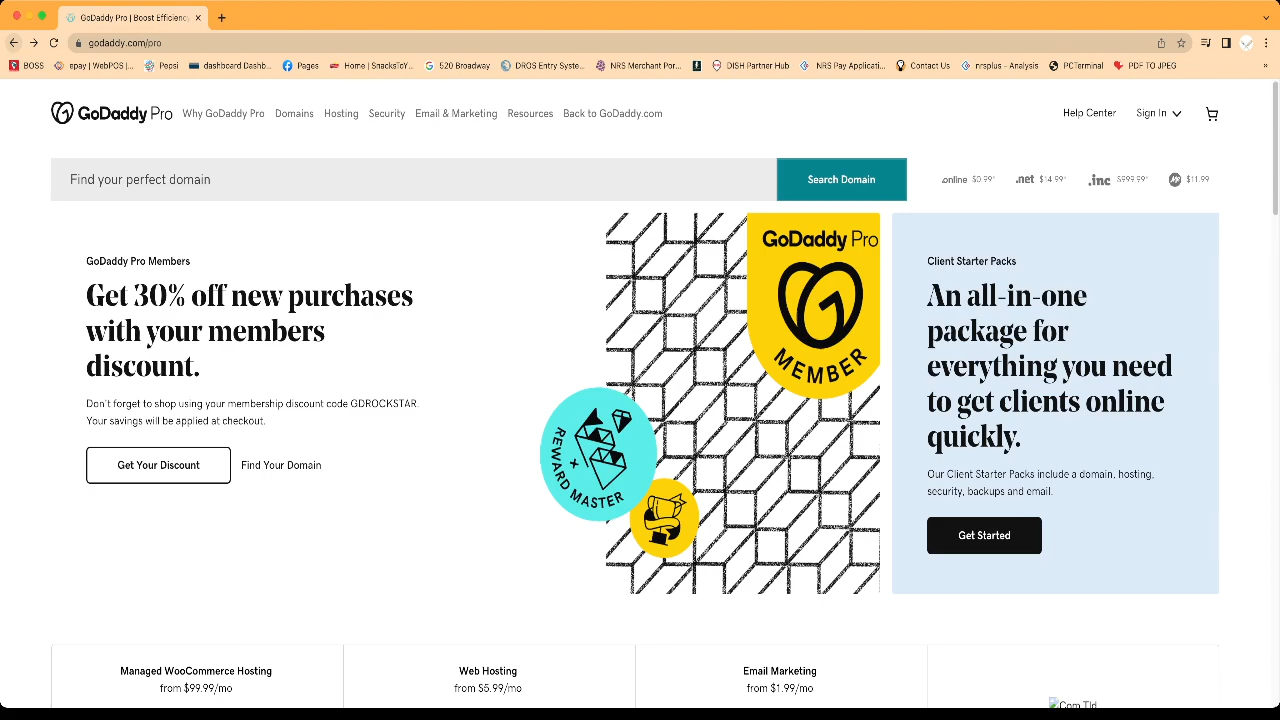 GoDaddy Pro | Boost Efficiency
godaddy.com/pro
BOSS
epay | WebPOS |...
Pepsi
dashboard Dashb...
Pages
Home | SnacksToY...
520 Broadway
DROS Entry Syste...
NRS Merchant Por...
DISH Partner Hub
NRS Pay Applicati...
Contact Us
nrsplus – Analysis
PCTerminal
PDF TO JPEG
GoDaddy Pro
Why GoDaddy Pro
Domains
Hosting
Security
Email & Marketing
Resources
Back to GoDaddy.com
Help Center
Sign In
Find your perfect domain
Search Domain
.online $0.99*
.net $14.99*
.inc $999.99*
$11.99
GoDaddy Pro Members
Get 30% off new purchases
with your members
discount.
Don't forget to shop using your membership discount code GDROCKSTAR.
Your savings will be applied at checkout.
Get Your Discount
Find Your Domain
GoDaddy Pro
MEMBER
REWARD MASTER
Client Starter Packs
An all-in-one
package for
everything you need
to get clients online
quickly.
Our Client Starter Packs include a domain, hosting,
security, backups and email.
Get Started
Managed WooCommerce Hosting
from $99.99/mo
Web Hosting
from $5.99/mo
Email Marketing
from $1.99/mo
Com Tld